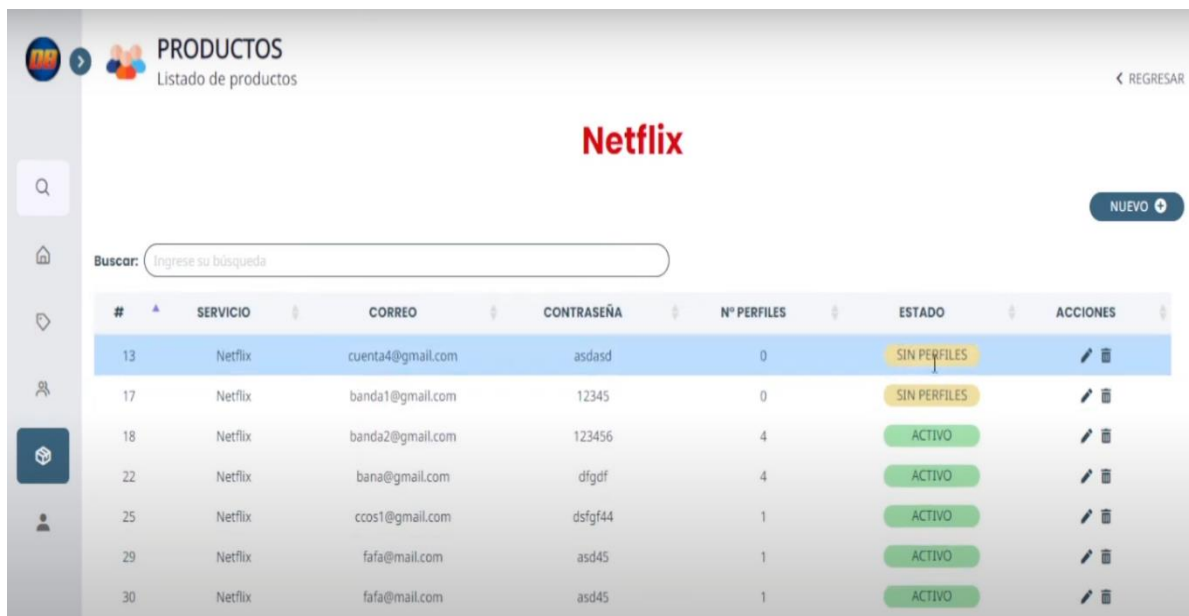 DB
PRODUCTOS
Listado de productos
REGRESAR
Netflix
NUEVO
Buscar: Ingrese su búsqueda
# SERVICIO CORREO CONTRASEÑA Nº PERFILES ESTADO ACCIONES
13 Netflix cuenta4@gmail.com asdasd 0 SIN PERFILES
17 Netflix banda1@gmail.com 12345 0 SIN PERFILES
18 Netflix banda2@gmail.com 123456 4 ACTIVO
22 Netflix bana@gmail.com dfgdf 4 ACTIVO
25 Netflix ccos1@gmail.com dsfgf44 1 ACTIVO
29 Netflix fafa@mail.com asd45 1 ACTIVO
30 Netflix fafa@mail.com asd45 1 ACTIVO